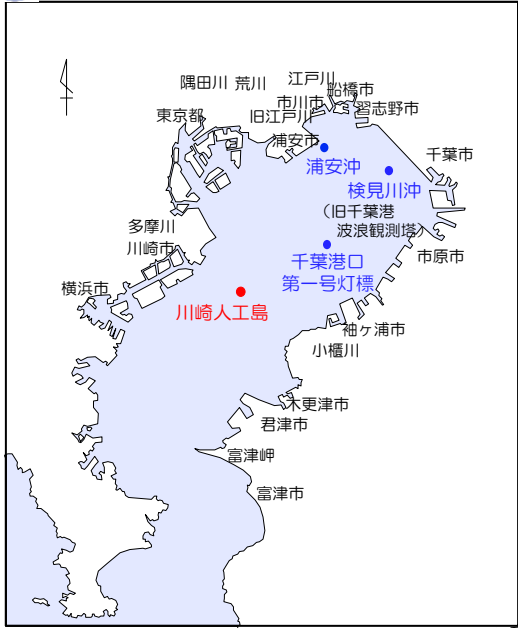 江戸川
隅田川 荒川
船橋市
市川市
習志野市
東京都
旧江戸川
浦安市
浦安沖
千葉市
検見川沖
(旧千葉港
波浪観測塔)
多摩川
川崎市
千葉港口
第一号灯標
市原市
横浜市
川崎人工島
袖ヶ浦市
小櫃川
木更津市
君津市
富津岬
富津市